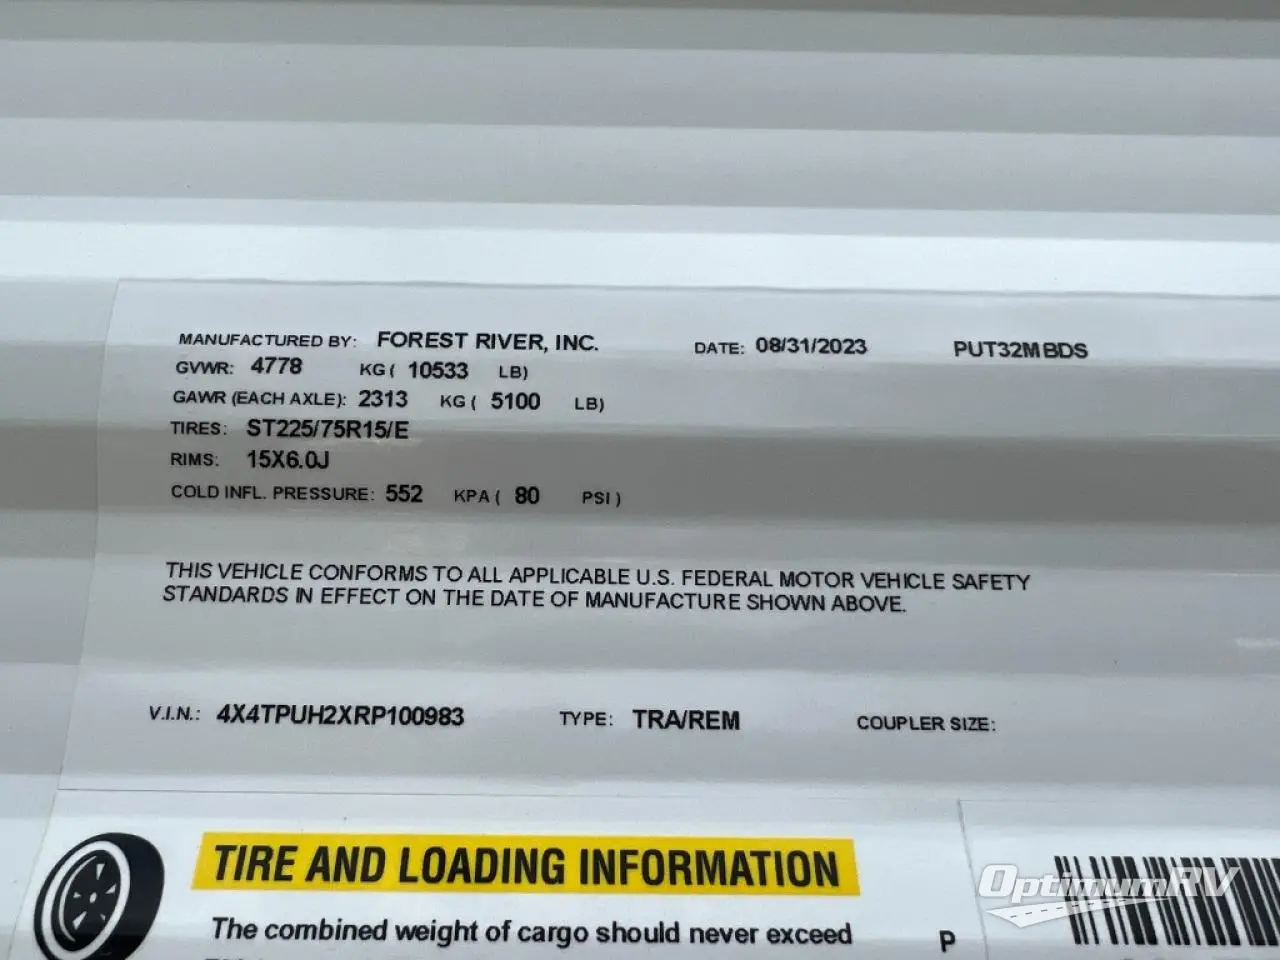 MANUFACTURED BY: FOREST RIVER, INC. DATE: 08/31/2023 PUT32MBDS
GVWR: 4778 KG ( 10533 LB)
GAWR (EACH AXLE): 2313 KG ( 5100 LB)
TIRES: ST225/75R15/E
RIMS: 15X6.0J
COLD INFL. PRESSURE: 552 KPA ( 80 PSI )
THIS VEHICLE CONFORMS TO ALL APPLICABLE U.S. FEDERAL MOTOR VEHICLE SAFETY
STANDARDS IN EFFECT ON THE DATE OF MANUFACTURE SHOWN ABOVE.
V.I.N.: 4X4TPUH2XRP100983 TYPE: TRA/REM COUPLER SIZE:
TIRE AND LOADING INFORMATION
The combined weight of cargo should never exceed
P
OptimumRV